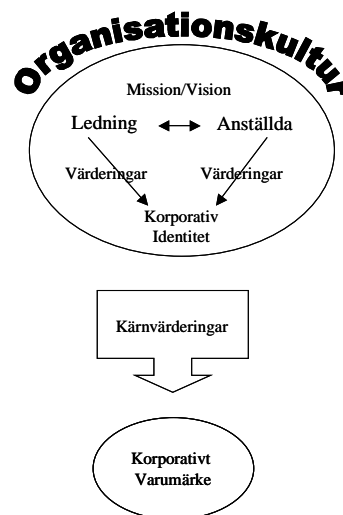 Organisationskultur
Mission/Vision
Ledning Anställda
Värderingar Värderingar
Korporativ
Identitet
Kärnvärderingar
Korporativt
Varumärke